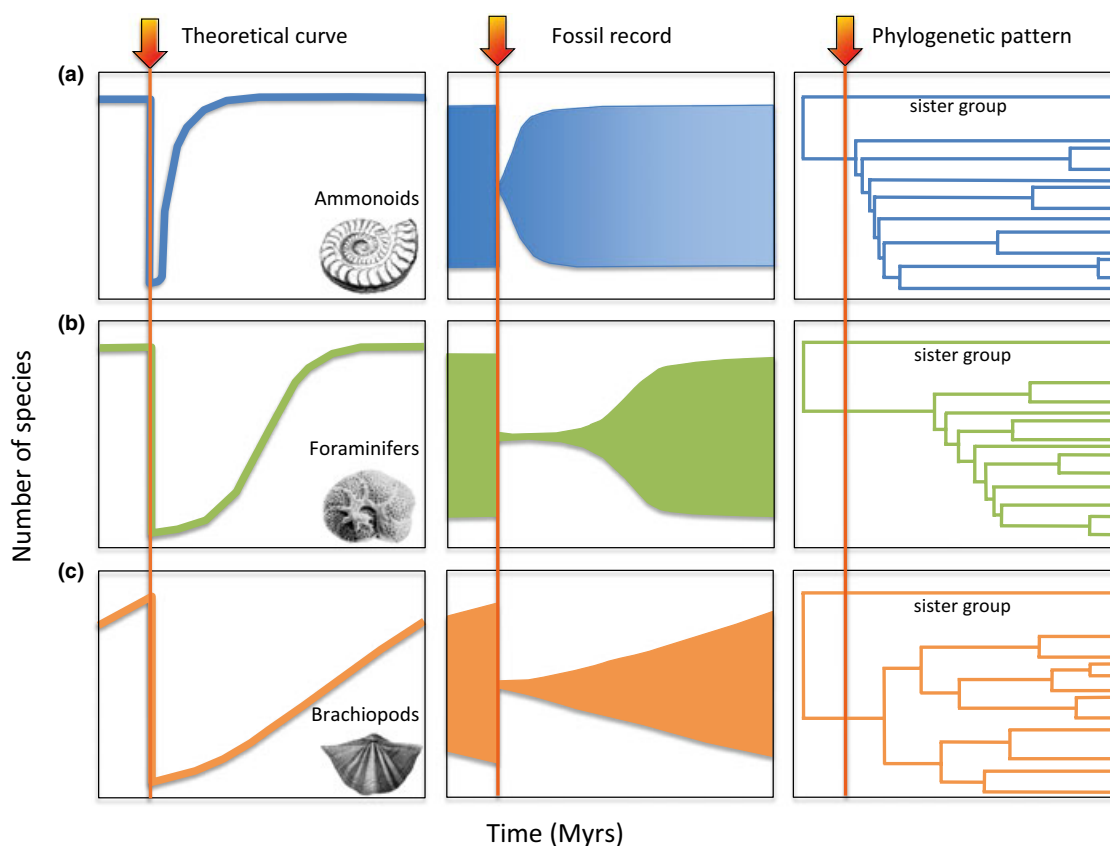 Theoretical curve
Fossil record
Phylogenetic pattern
(a)
Ammonoids
sister group
(b)
Foraminifers
sister group
(c)
Brachiopods
sister group
Number of species
Time (Myrs)